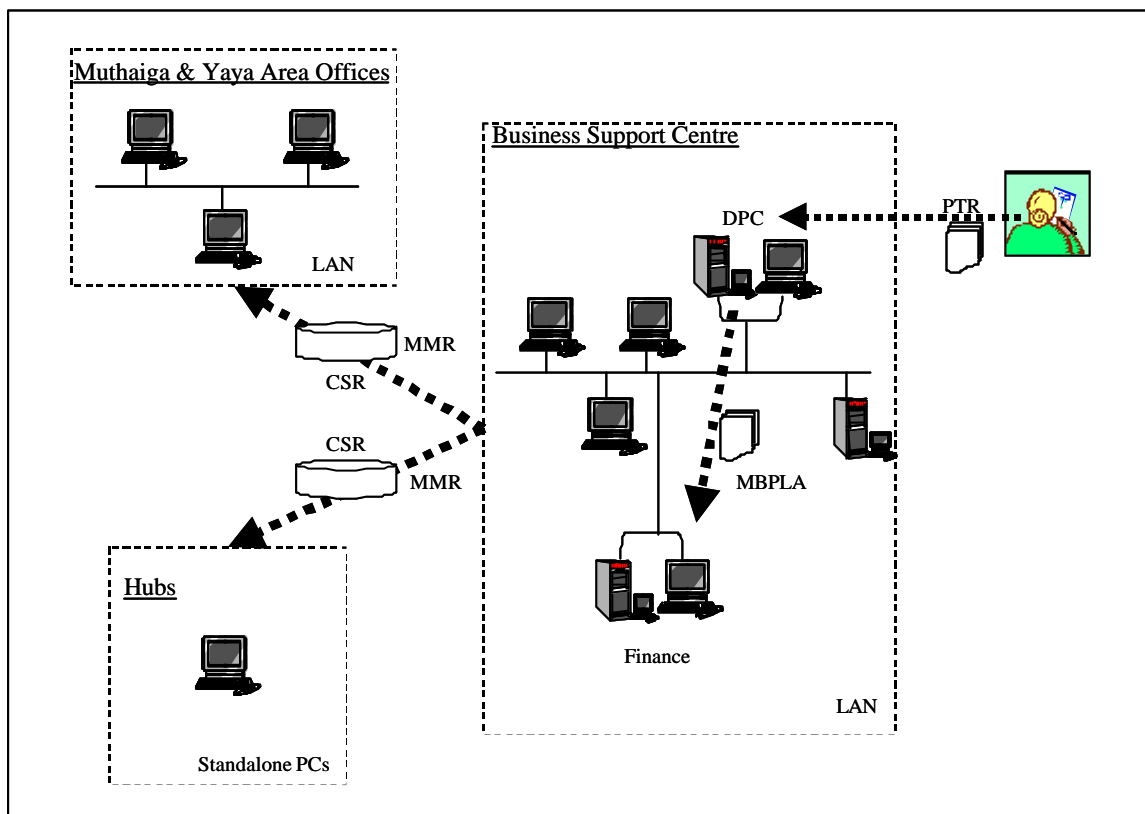 Muthaiga & Yaya Area Offices
LAN
MMR
CSR
CSR
MMR
Hubs
Standalone PCs
Business Support Centre
DPC
PTR
MBPLA
Finance
LAN